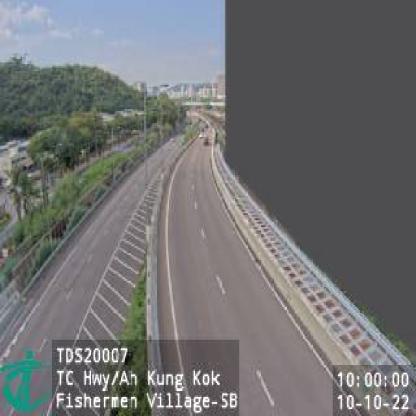 TDS20007
TC Hwy/Ah Kung Kok
Fishermen Village-SB
10:00:00
10-10-22